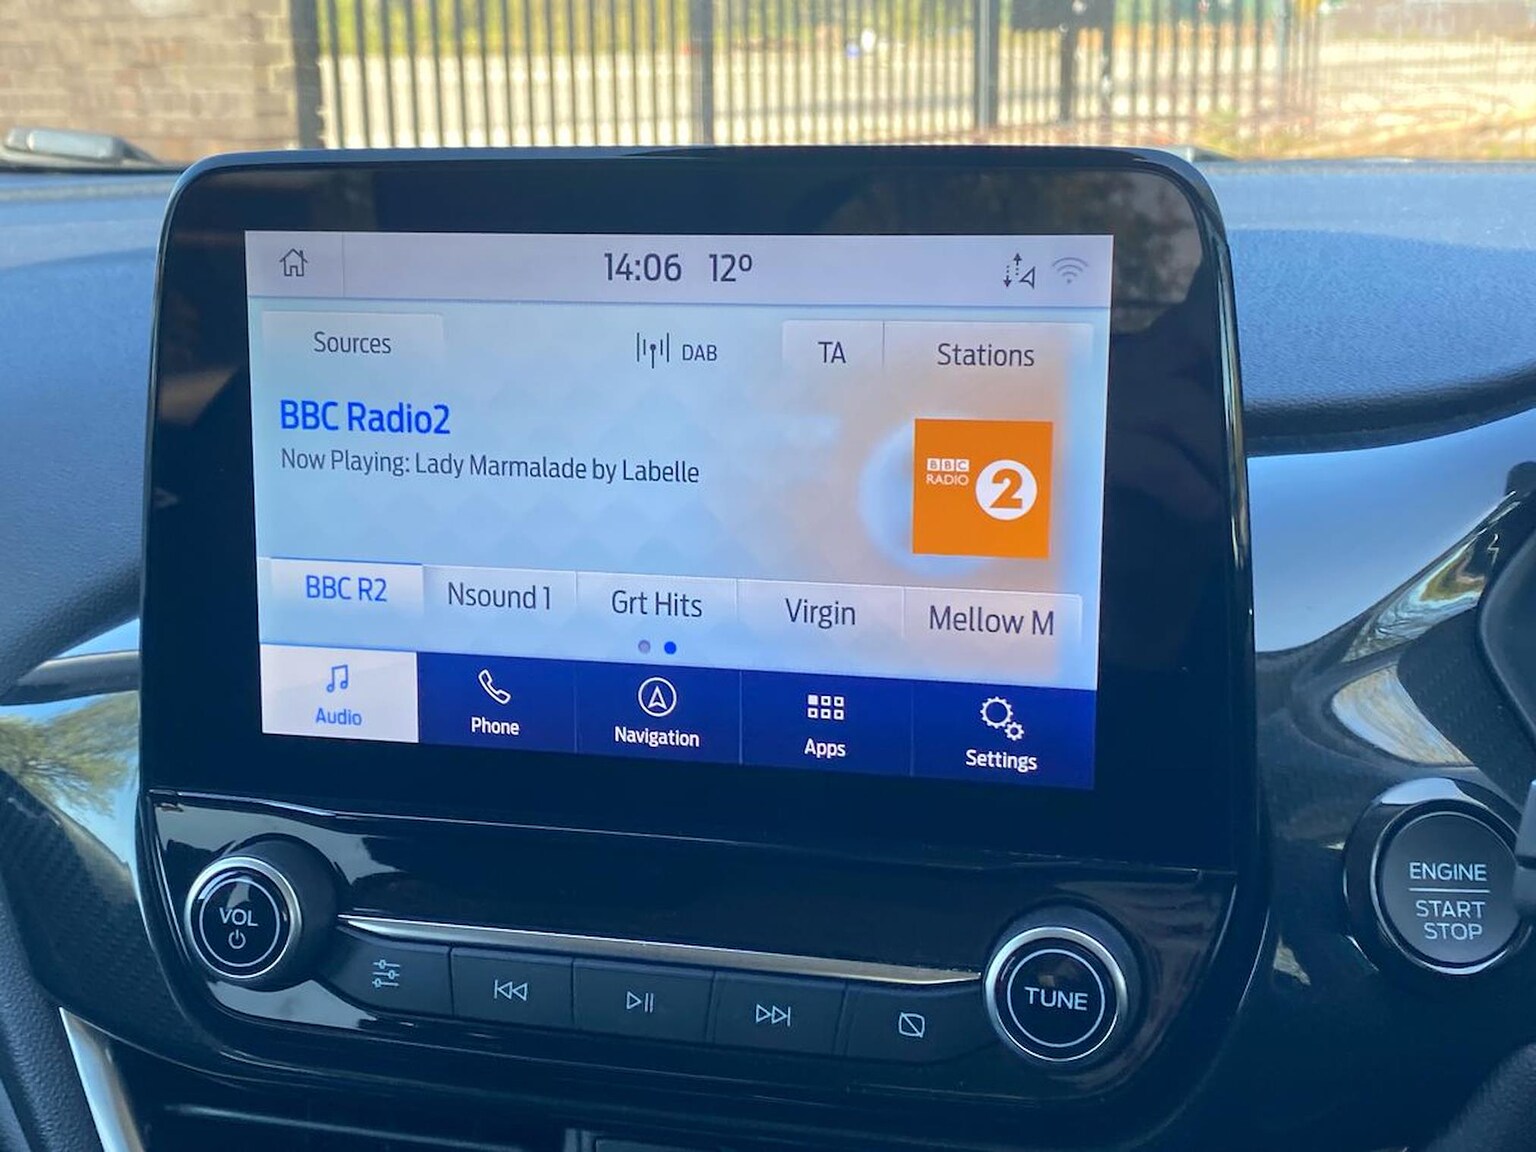 14:06 12°
Sources
DAB
TA
Stations
BBC Radio2
Now Playing: Lady Marmalade by Labelle
BBC
RADIO
2
BBC R2
Nsound 1
Grt Hits
Virgin
Mellow M
Audio
Phone
Navigation
Apps
Settings
VOL
TUNE
ENGINE
START
STOP